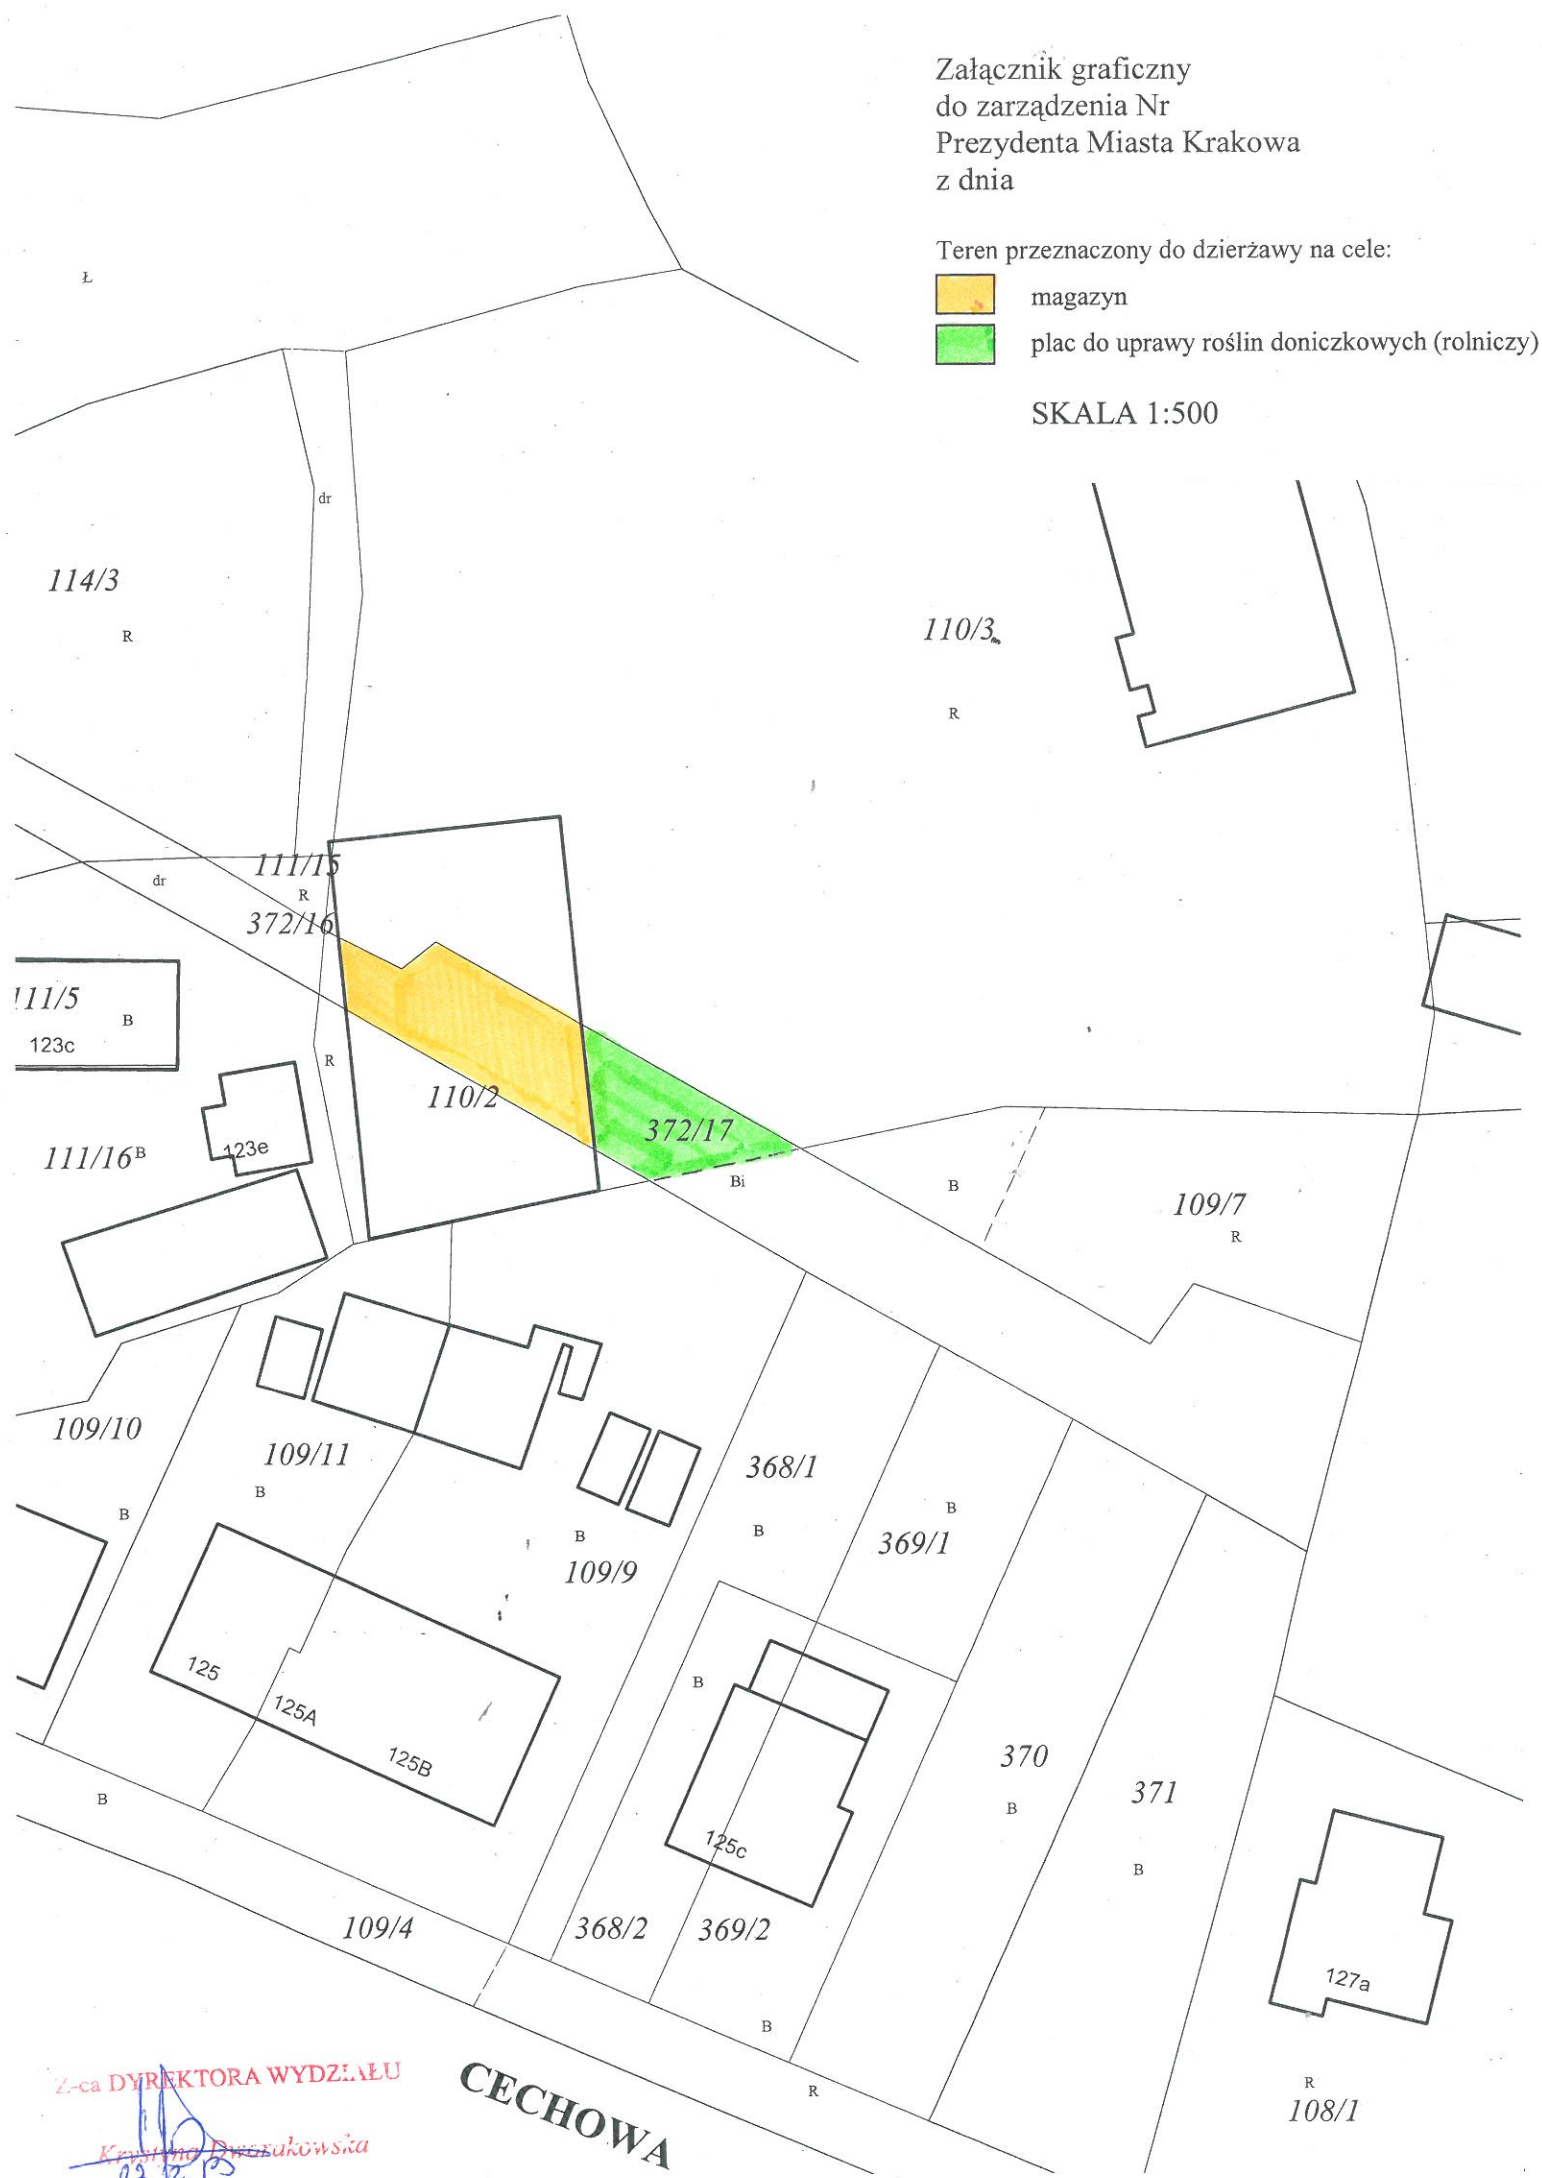 Załącznik graficzny
do zarządzenia Nr
Prezydenta Miasta Krakowa
z dnia
Teren przeznaczony do dzierżawy na cele:
magazyn
plac do uprawy roślin doniczkowych (rolniczy)
SKALA 1:500
Ł
dr
114/3
R
110/3
R
111/15
dr
R
372/16
111/5
B
123c
R
110/2
372/17
123e
111/16 B
Bi
B
109/7
R
109/10
109/11
B
B
368/1
B
369/1
B
B
109/9
125
125A
125B
B
370
B
371
B
B
125c
109/4
368/2
369/2
127a
B
R
R
108/1
CECHOWA
Z-ca DYREKTORA WYDZIAŁU
Krystyna Dworakowska